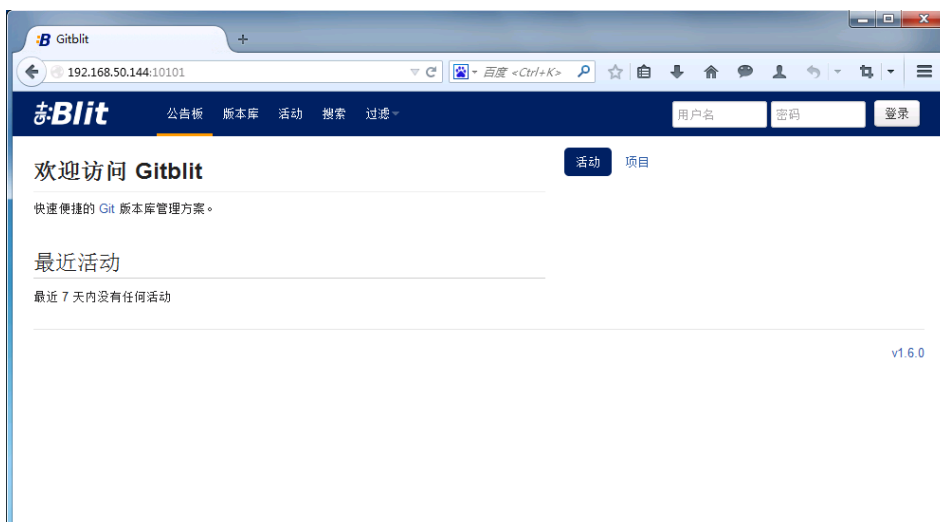 Gitblit
192.168.50.144:10101
百度 <Ctrl+K>
Blit 公告板 版本库 活动 搜索 过滤 用户名 密码 登录
欢迎访问 Gitblit
活动 项目
快速便捷的 Git 版本库管理方案。
最近活动
最近 7 天内没有任何活动
v1.6.0